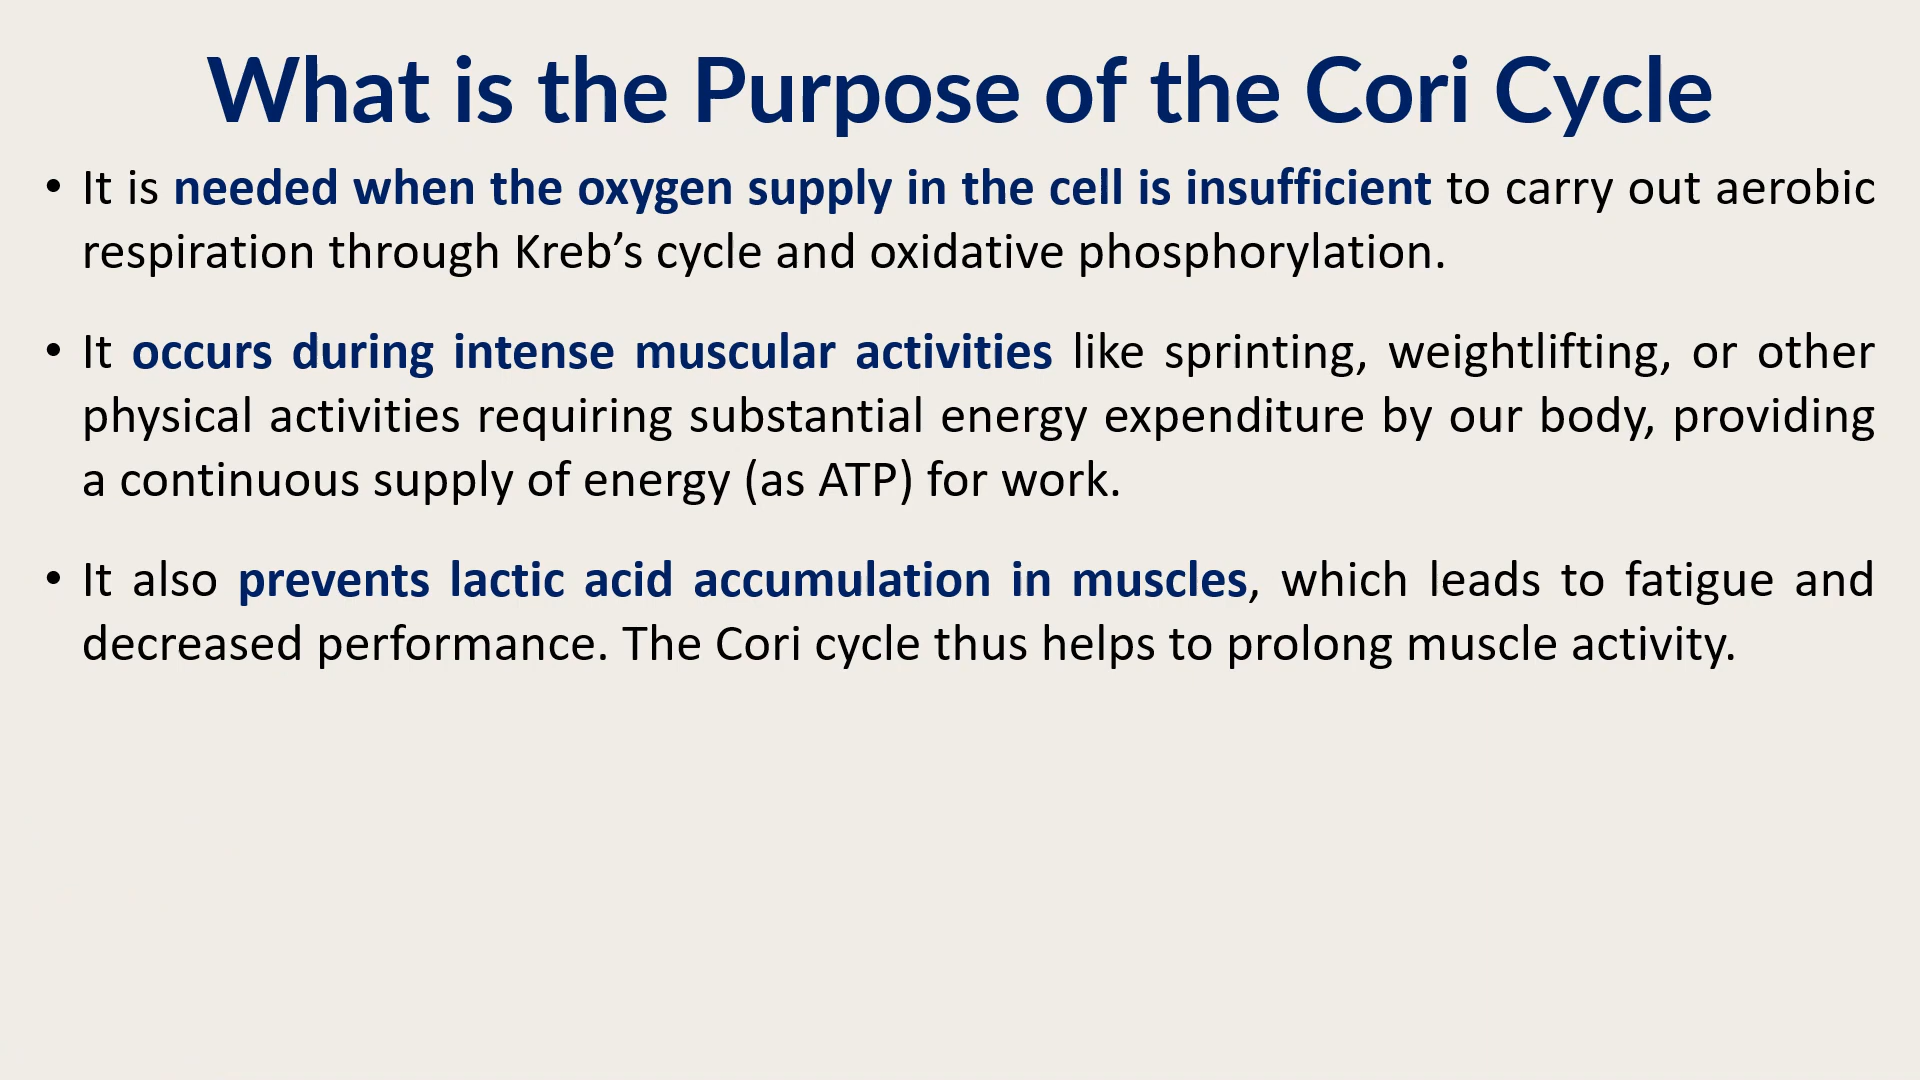 What is the Purpose of the Cori Cycle
• It is needed when the oxygen supply in the cell is insufficient to carry out aerobic
respiration through Kreb’s cycle and oxidative phosphorylation.
• It occurs during intense muscular activities like sprinting, weightlifting, or other
physical activities requiring substantial energy expenditure by our body, providing
a continuous supply of energy (as ATP) for work.
• It also prevents lactic acid accumulation in muscles, which leads to fatigue and
decreased performance. The Cori cycle thus helps to prolong muscle activity.